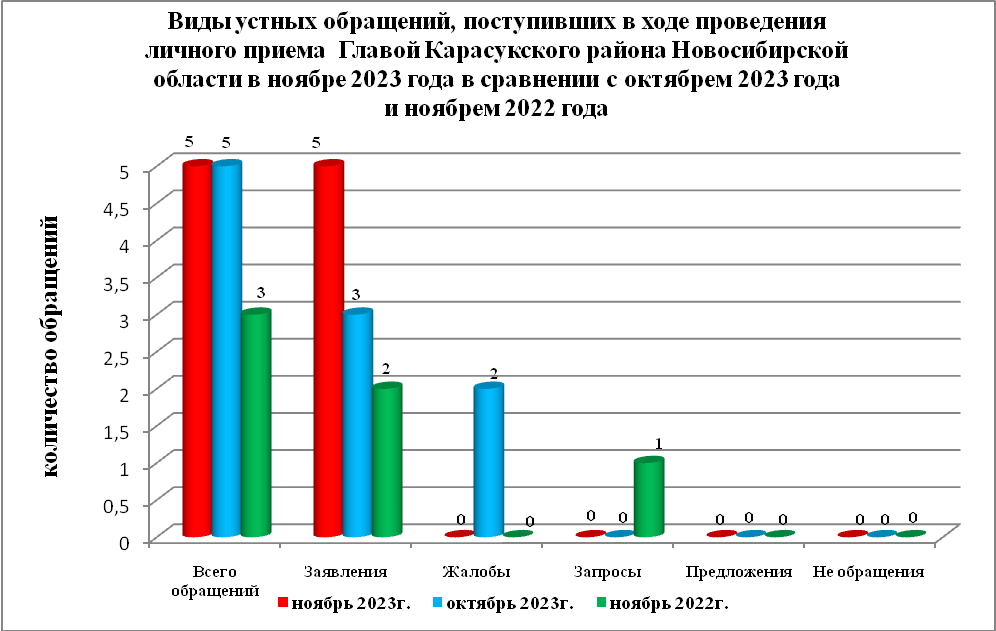 Виды устных обращений, поступивших в ходе проведения
личного приема Главой Карасукского района Новосибирской
области в ноябре 2023 года в сравнении с октябрем 2023 года
и ноябрем 2022 года
количество обращений
5
4,5
4
3,5
3
2,5
2
1,5
1
0,5
0
5 5 3
5 3 2
0 2 0
0 0 1
0 0 0
0 0 0
Всего
обращений
Заявления
Жалобы
Запросы
Предложения
Не обращения
ноябрь 2023г. октябрь 2023г. ноябрь 2022г.